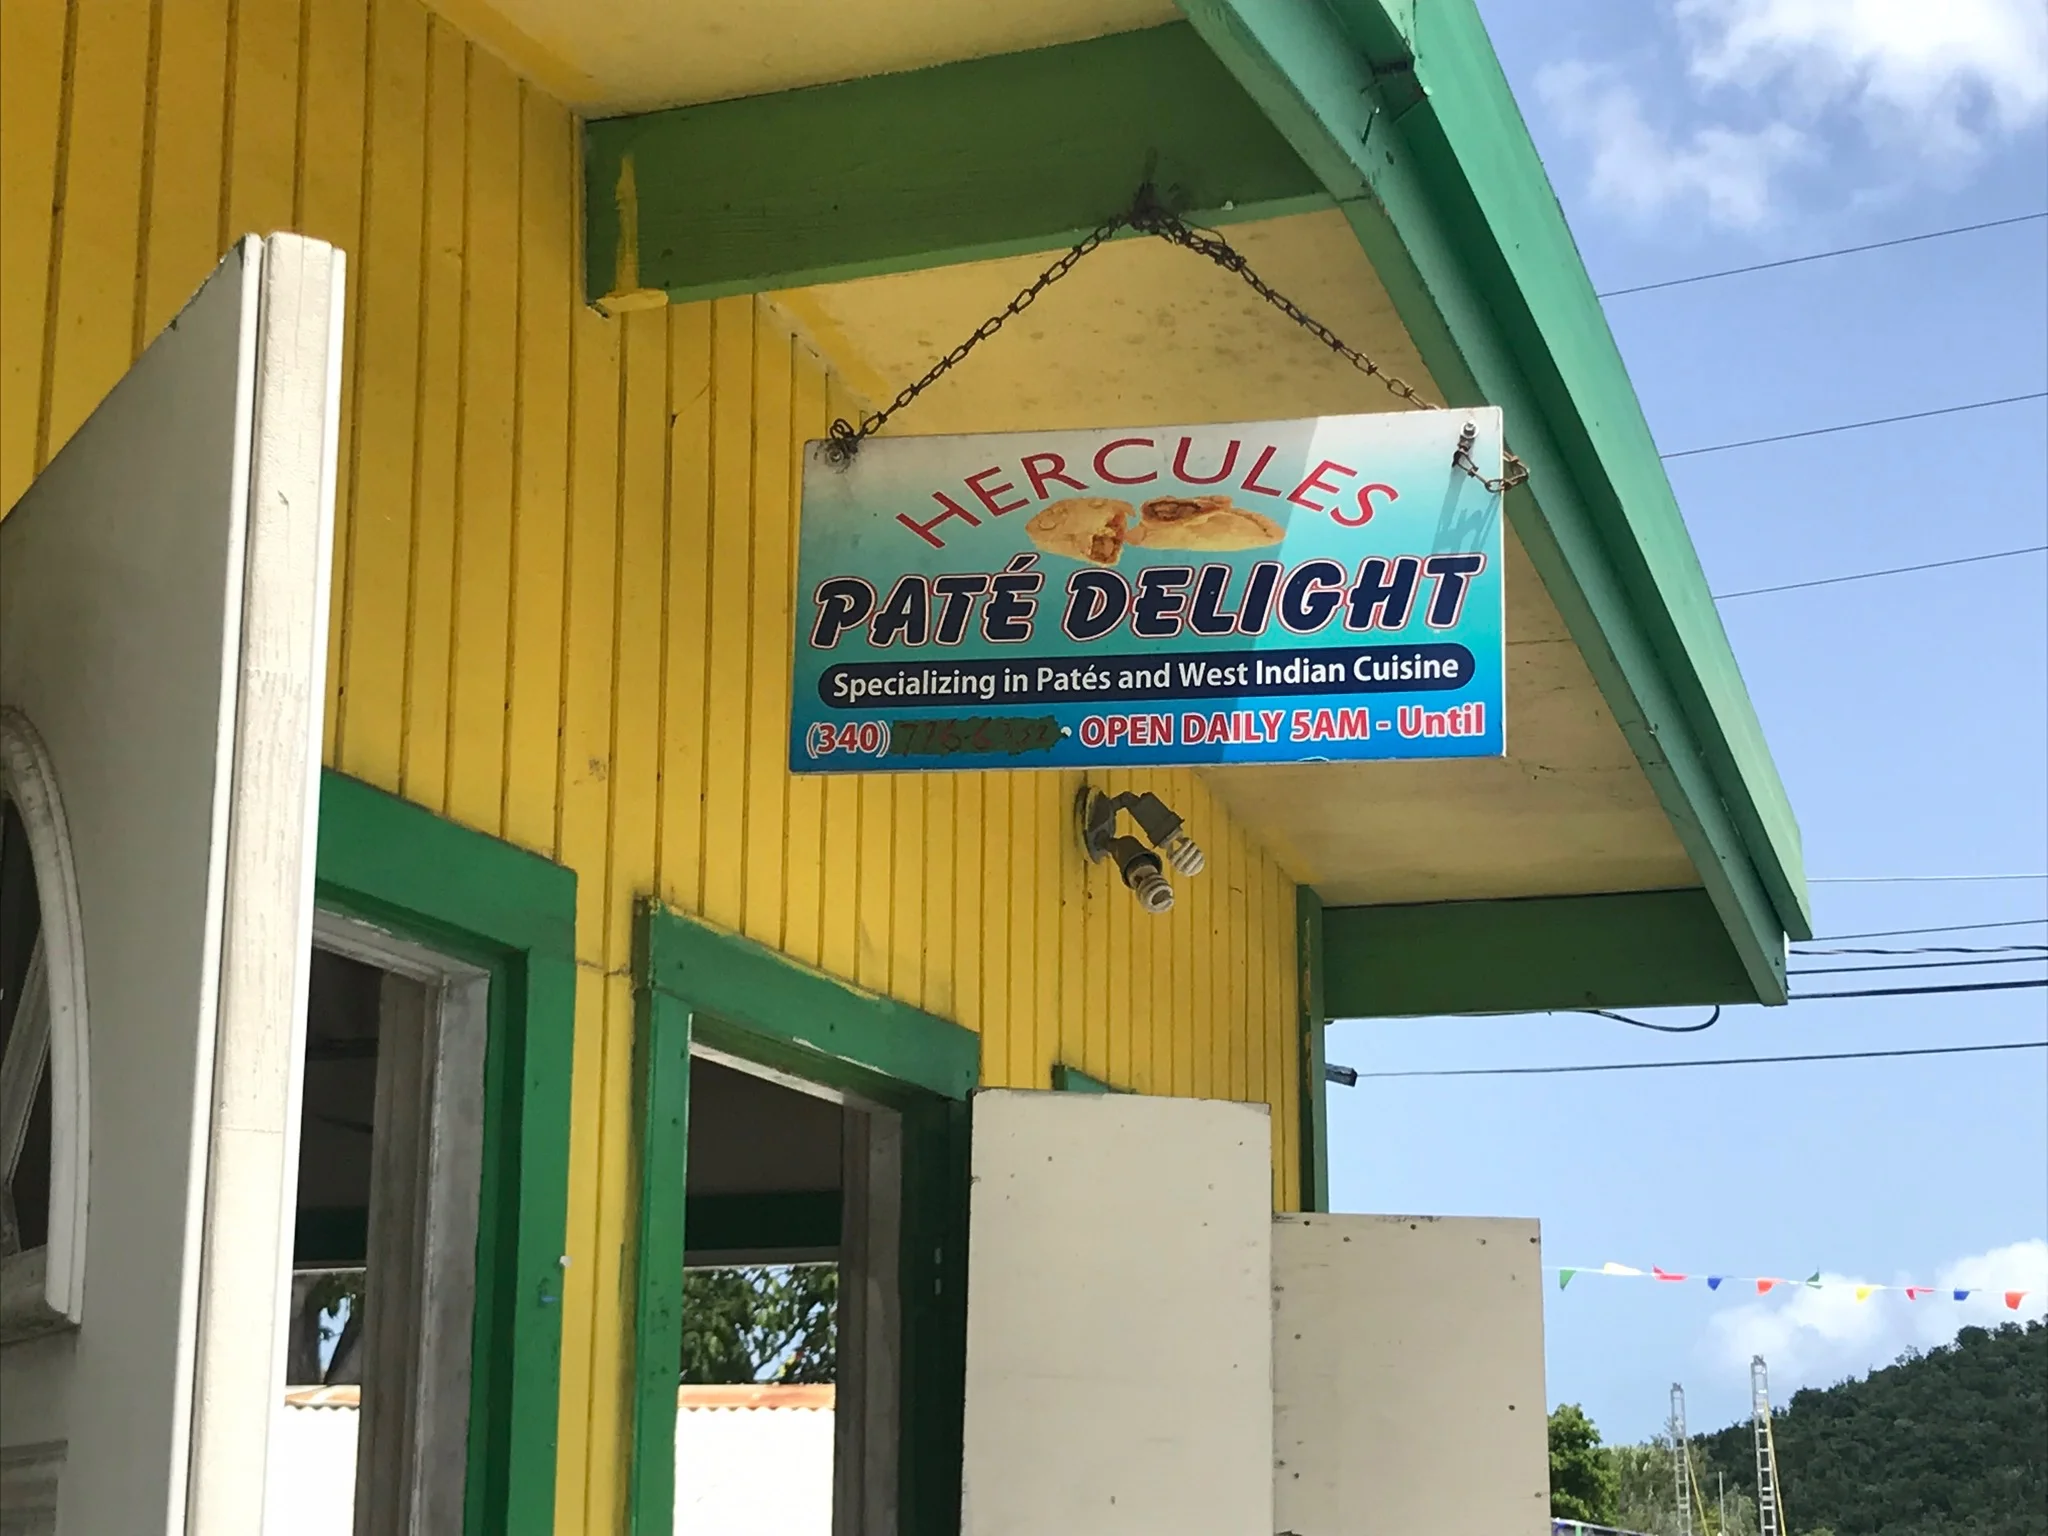 HERCULES
PATÉ DELIGHT
Specializing in Patés and West Indian Cuisine
(340) • OPEN DAILY 5AM - Until